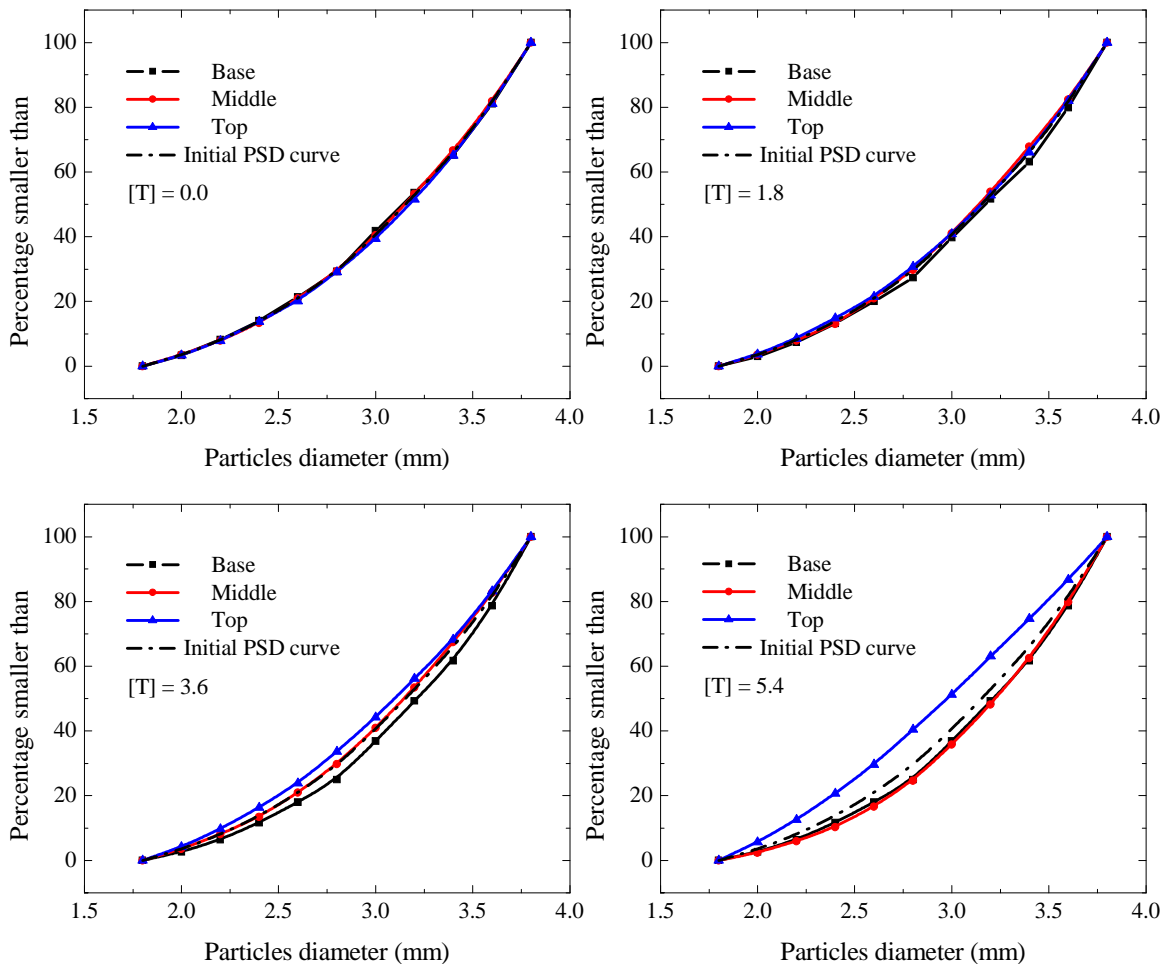 Percentage smaller than
100
80
60
40
20
0
Base
Middle
Top
Initial PSD curve
[T] = 0.0
1.5 2.0 2.5 3.0 3.5 4.0
Particles diameter (mm)
Percentage smaller than
100
80
60
40
20
0
Base
Middle
Top
Initial PSD curve
[T] = 1.8
1.5 2.0 2.5 3.0 3.5 4.0
Particles diameter (mm)
Percentage smaller than
100
80
60
40
20
0
Base
Middle
Top
Initial PSD curve
[T] = 3.6
1.5 2.0 2.5 3.0 3.5 4.0
Particles diameter (mm)
Percentage smaller than
100
80
60
40
20
0
Base
Middle
Top
Initial PSD curve
[T] = 5.4
1.5 2.0 2.5 3.0 3.5 4.0
Particles diameter (mm)